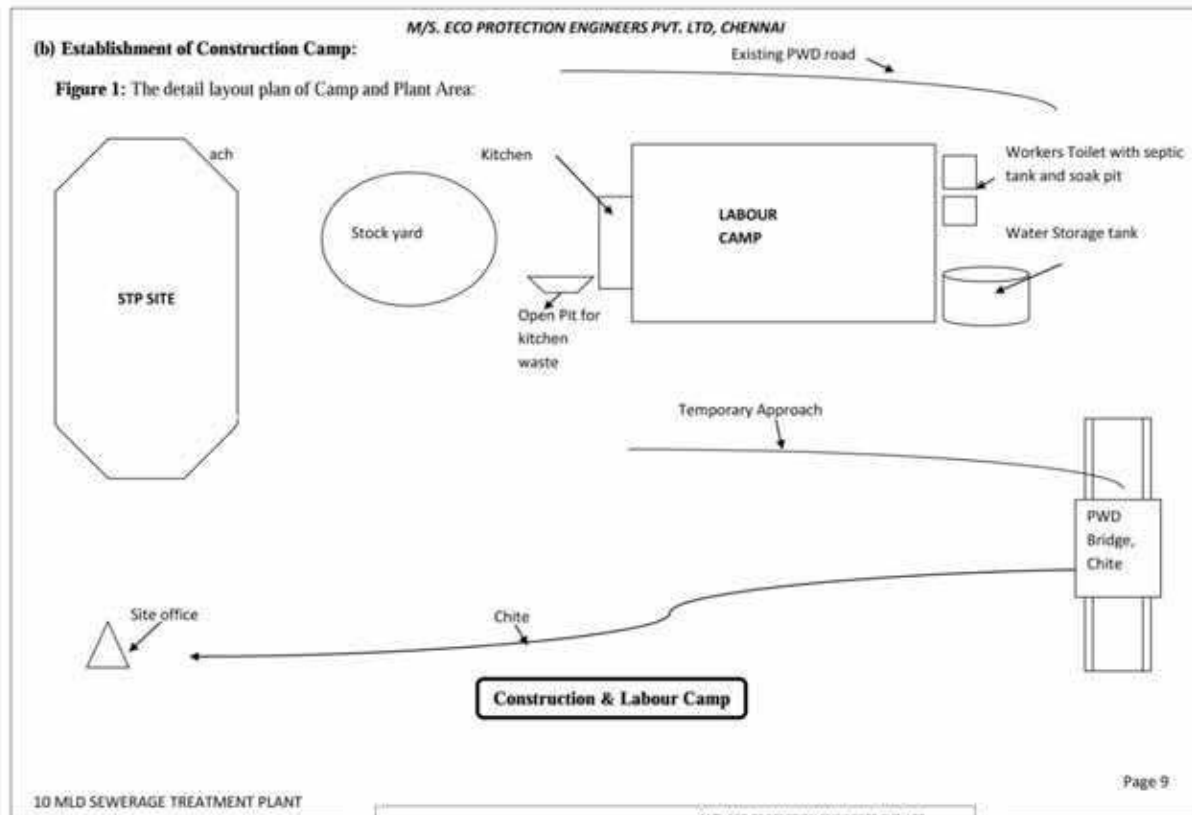 M/S. ECO PROTECTION ENGINEERS PVT. LTD, CHENNAI
(b) Establishment of Construction Camp:
Existing PWD road
Figure 1: The detail layout plan of Camp and Plant Area:
ach
Kitchen
Workers Toilet with septic
tank and soak pit
Stock yard
LABOUR
CAMP
Water Storage tank
STP SITE
Open Pit for
kitchen
waste
Temporary Approach
PWD
Bridge,
Chite
Site office
Chite
Construction & Labour Camp
Page 9
10 MLD SEWERAGE TREATMENT PLANT